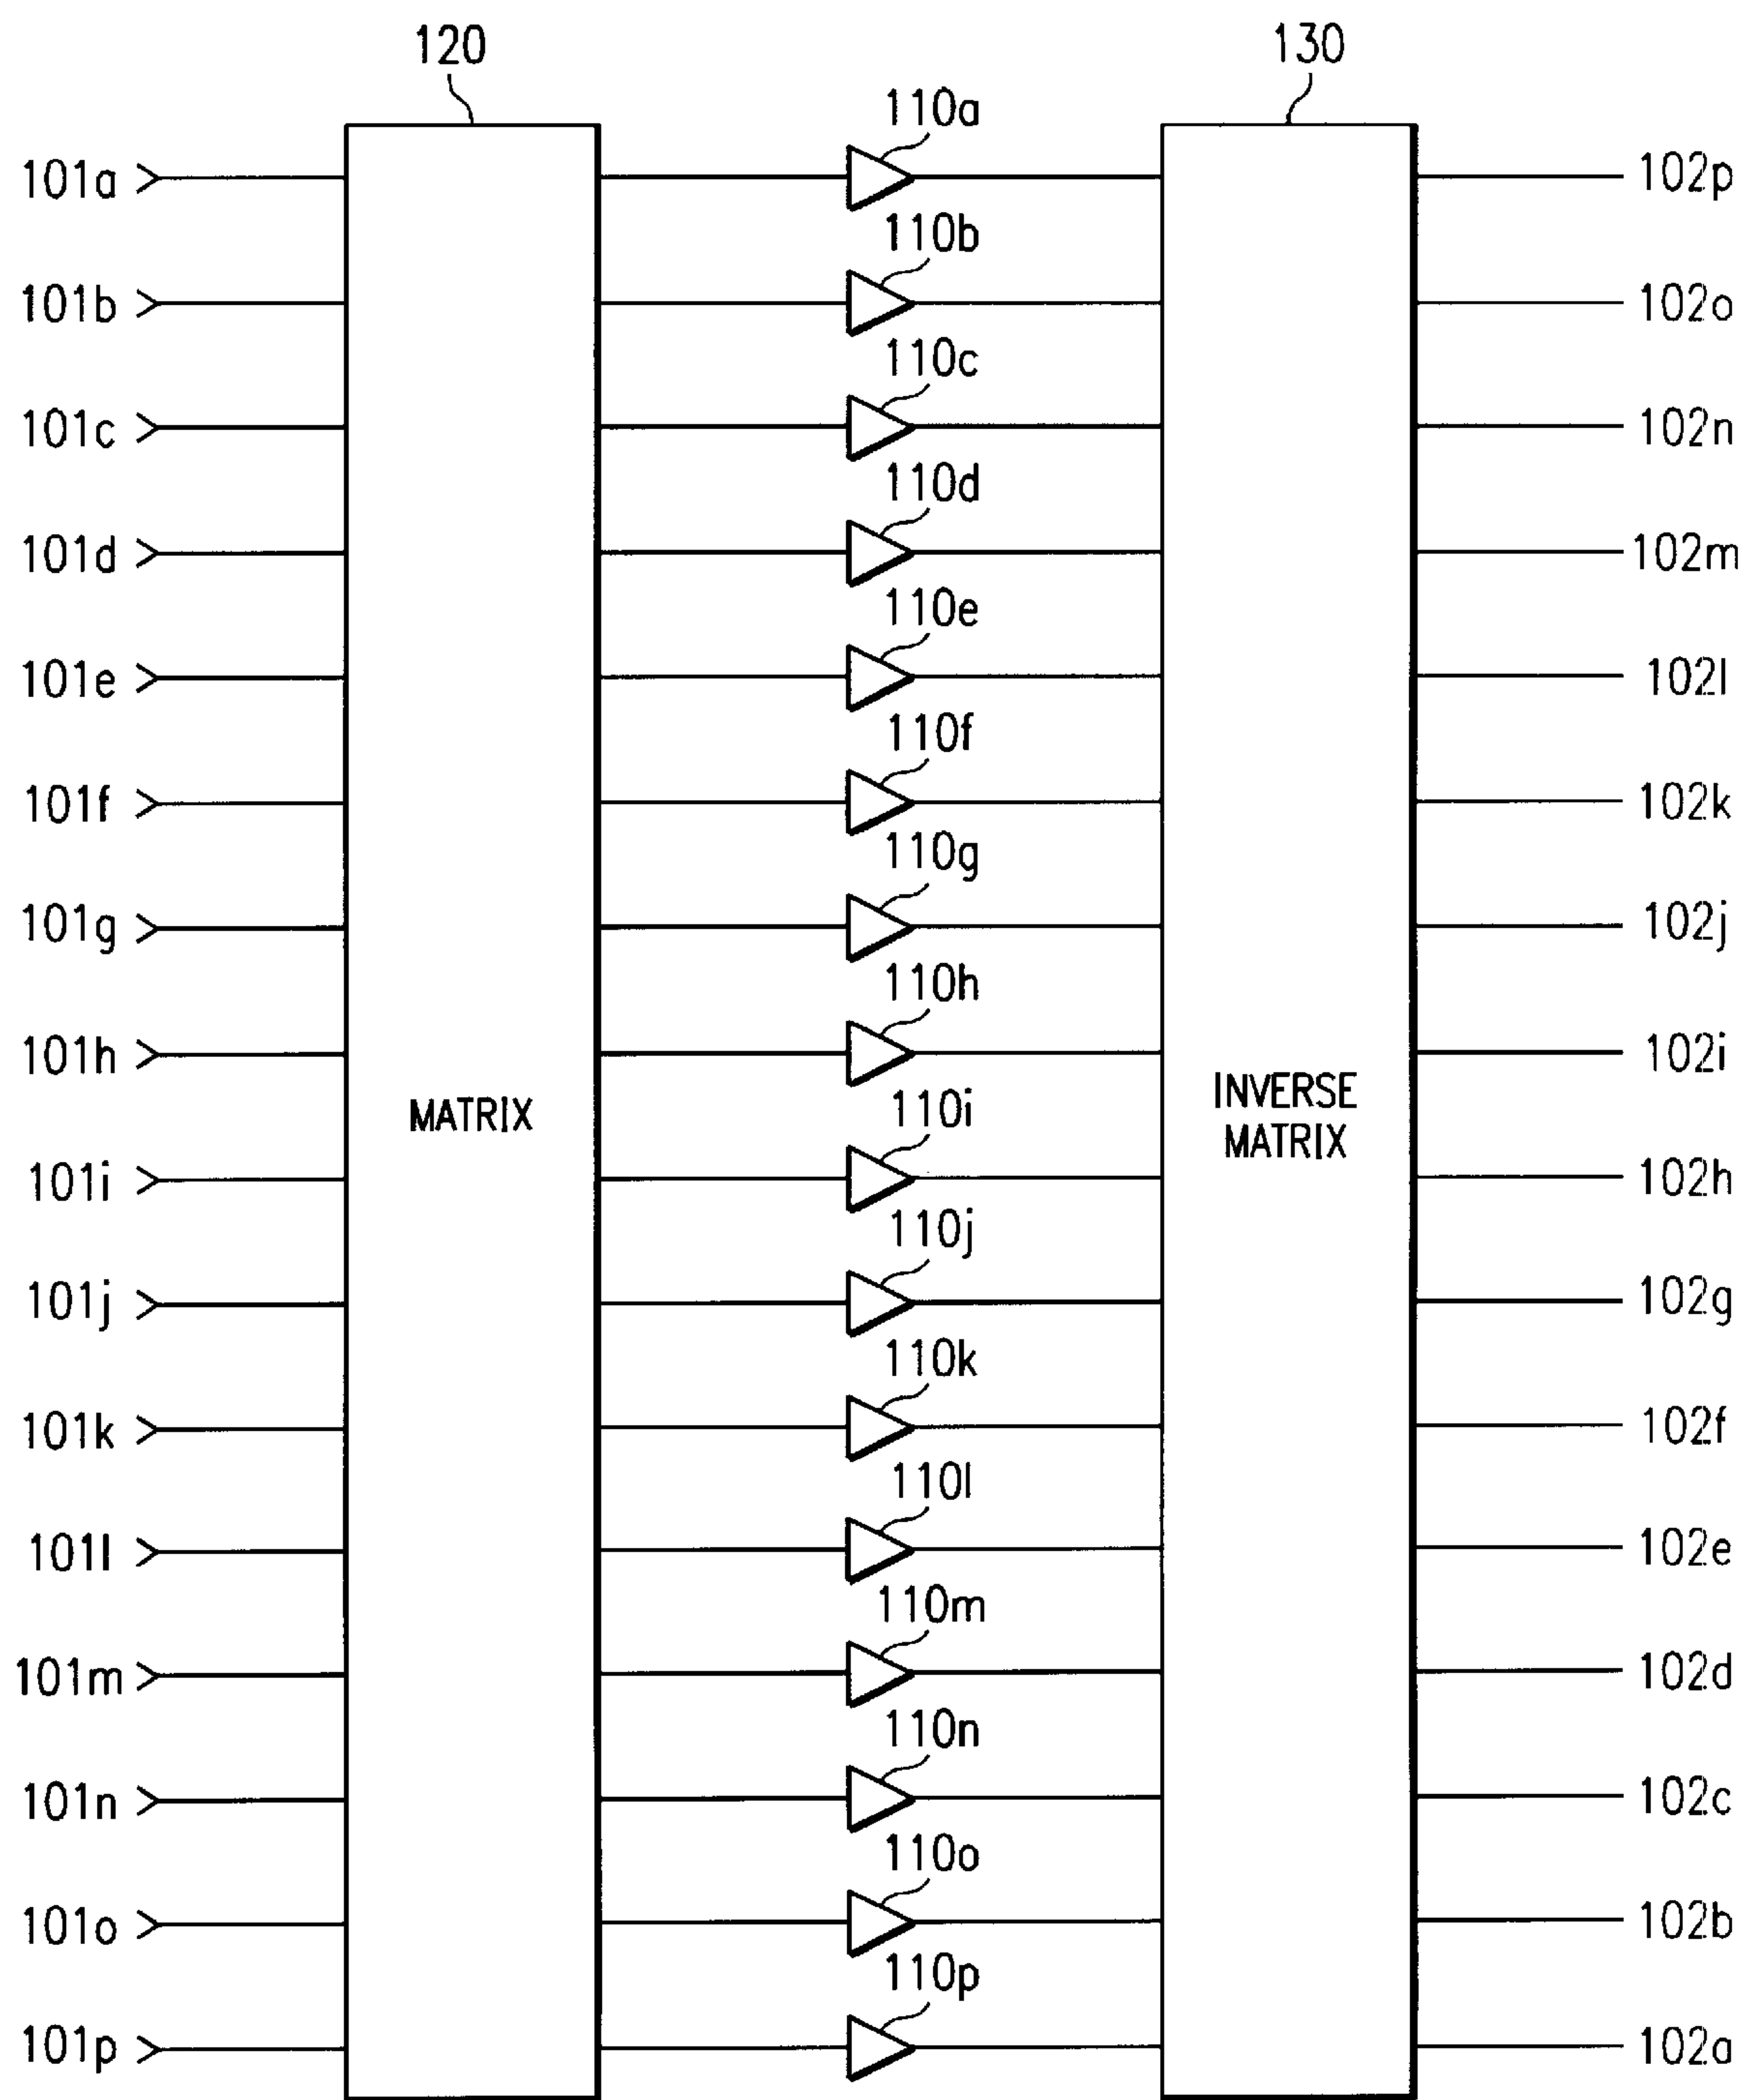 120 130
110a
101a 102p
110b
101b 102o
110c
101c 102n
110d
101d 102m
110e
101e 102l
110f
101f 102k
110g
101g 102j
110h
101h 102i
MATRIX
INVERSE
MATRIX
110i
101i 102h
110j
101j 102g
110k
101k 102f
110l
101l 102e
110m
101m 102d
110n
101n 102c
110o
101o 102b
110p
101p 102a